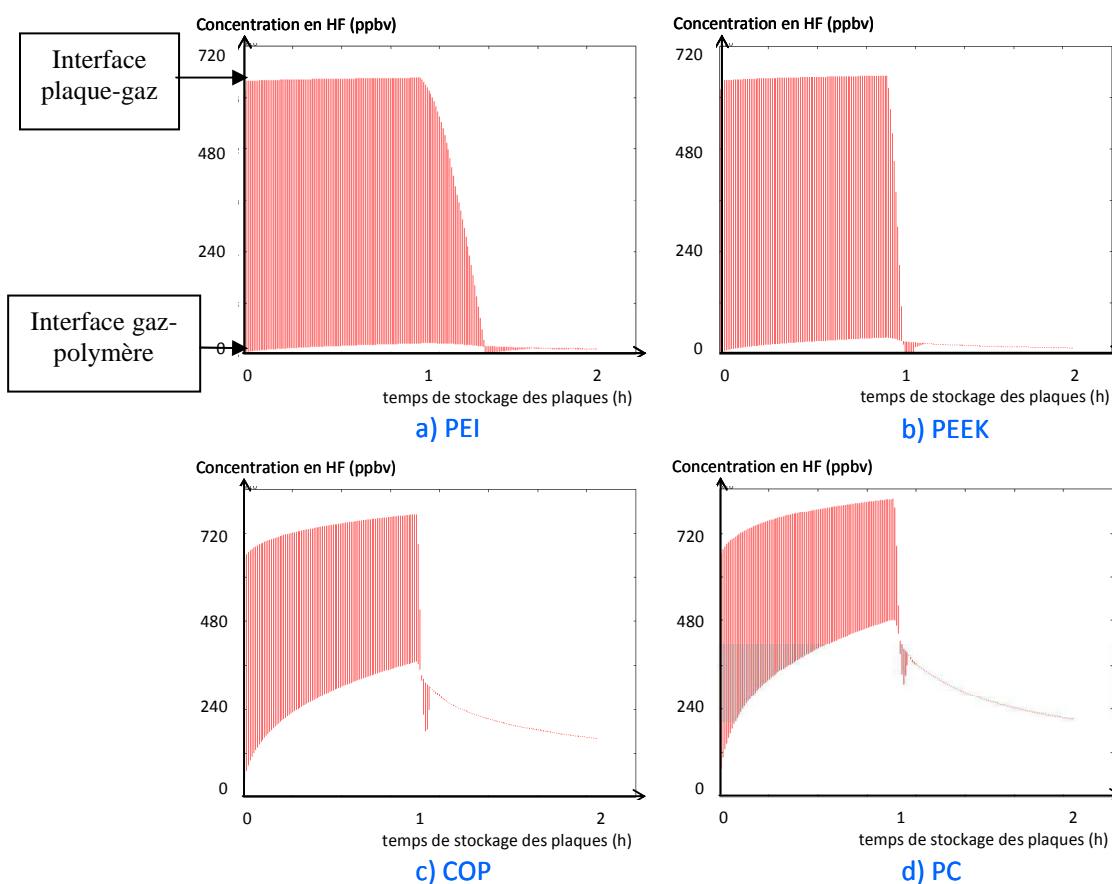 Concentration en HF (ppbv)
Concentration en HF (ppbv)
Interface
plaque-gaz
Interface gaz-
polymère
720
480
240
0
0
1
2
temps de stockage des plaques (h)
a) PEI
720
480
240
0
0
1
2
temps de stockage des plaques (h)
b) PEEK
Concentration en HF (ppbv)
720
480
240
0
0
1
2
temps de stockage des plaques (h)
c) COP
Concentration en HF (ppbv)
720
480
240
0
0
1
2
temps de stockage des plaques (h)
d) PC